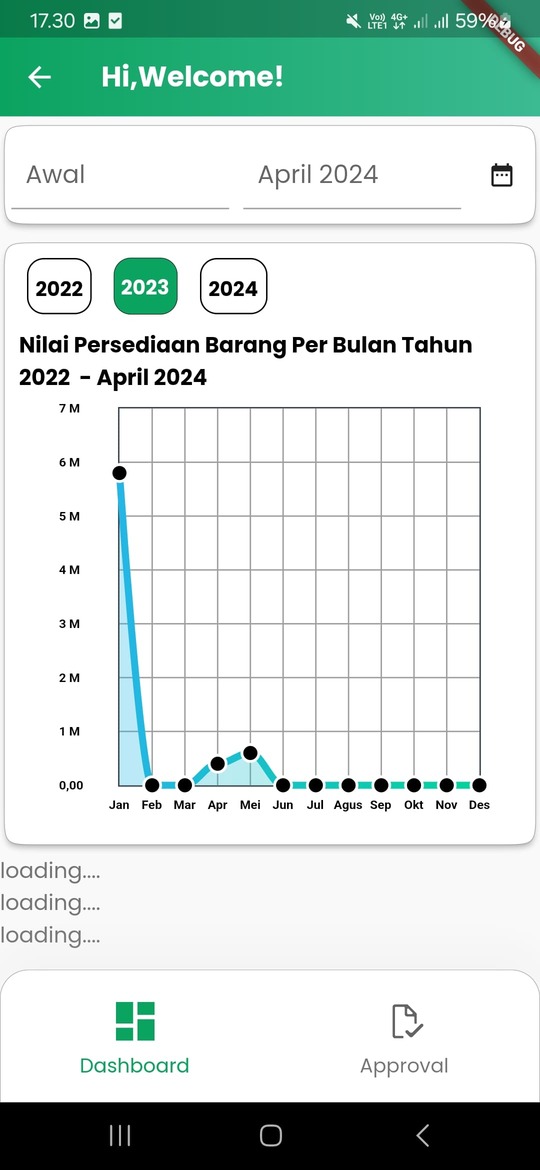 17.30
Vo)) 4G+ 59%
LTE1
Hi,Welcome!
Awal April 2024
2022 2023 2024
Nilai Persediaan Barang Per Bulan Tahun
2022 - April 2024
7 M
6 M
5 M
4 M
3 M
2 M
1 M
0,00
Jan Feb Mar Apr Mei Jun Jul Agus Sep Okt Nov Des
loading....
loading....
loading....
Dashboard Approval